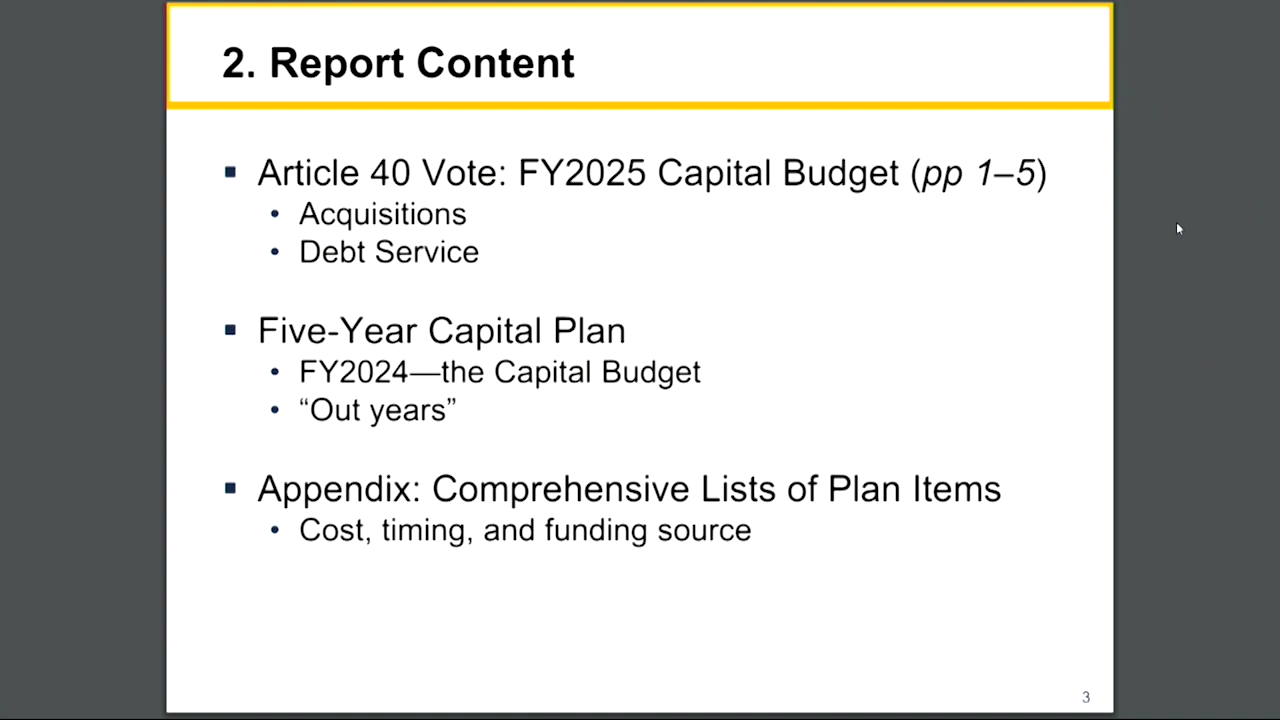 2. Report Content
▪ Article 40 Vote: FY2025 Capital Budget (pp 1–5)
• Acquisitions
• Debt Service
▪ Five-Year Capital Plan
• FY2024—the Capital Budget
• “Out years”
▪ Appendix: Comprehensive Lists of Plan Items
• Cost, timing, and funding source
3